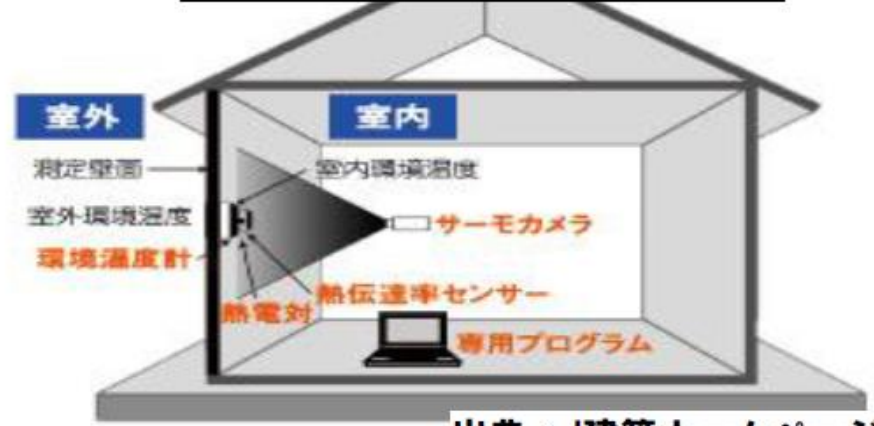 室外
室内
測定壁面
室内環境温度
室外環境温度
サーモカメラ
環境温度計
熱伝達率センサー
熱電対
専用プログラム